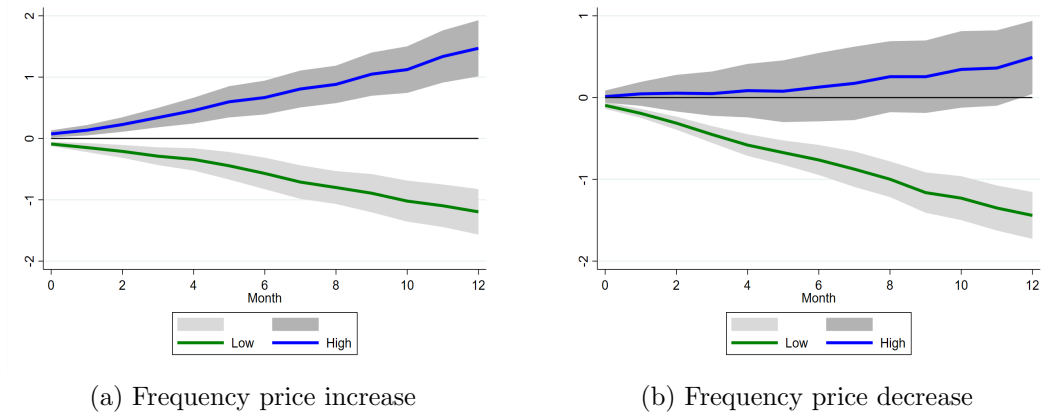 2
1
0
-1
-2
0 2 4 6 8 10 12
Month
Low High
(a) Frequency price increase
1
0
-1
-2
0 2 4 6 8 10 12
Month
Low High
(b) Frequency price decrease